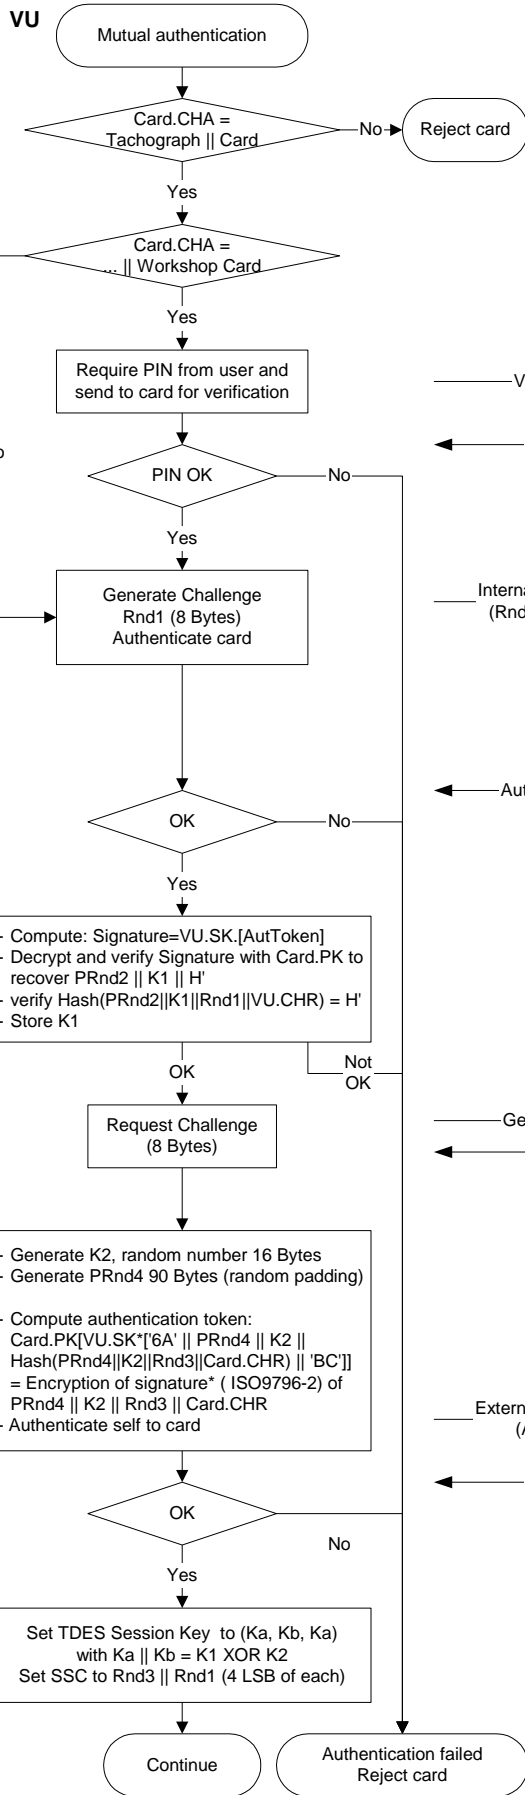 VU
Mutual authentication
Card.CHA =
Tachograph || Card
No
Reject card
Yes
Card.CHA =
... || Workshop Card
Yes
Require PIN from user and
send to card for verification
PIN OK
No
Yes
Generate Challenge
Rnd1 (8 Bytes)
Authenticate card
(Rnd
OK
No
Yes
- Compute: Signature=VU.SK.[AutToken]
- Decrypt and verify Signature with Card.PK to
recover PRnd2 || K1 || H'
- verify Hash(PRnd2||K1||Rnd1||VU.CHR) = H'
- Store K1
OK
Not
OK
Request Challenge
(8 Bytes)
- Generate K2, random number 16 Bytes
- Generate PRnd4 90 Bytes (random padding)
- Compute authentication token:
Card.PK[VU.SK*['6A' || PRnd4 || K2 ||
Hash(PRnd4||K2||Rnd3||Card.CHR) || 'BC']]
= Encryption of signature* ( ISO9796-2) of
PRnd4 || K2 || Rnd3 || Card.CHR
- Authenticate self to card
OK
No
Yes
Set TDES Session Key to (Ka, Kb, Ka)
with Ka || Kb = K1 XOR K2
Set SSC to Rnd3 || Rnd1 (4 LSB of each)
Continue
Authentication failed
Reject card